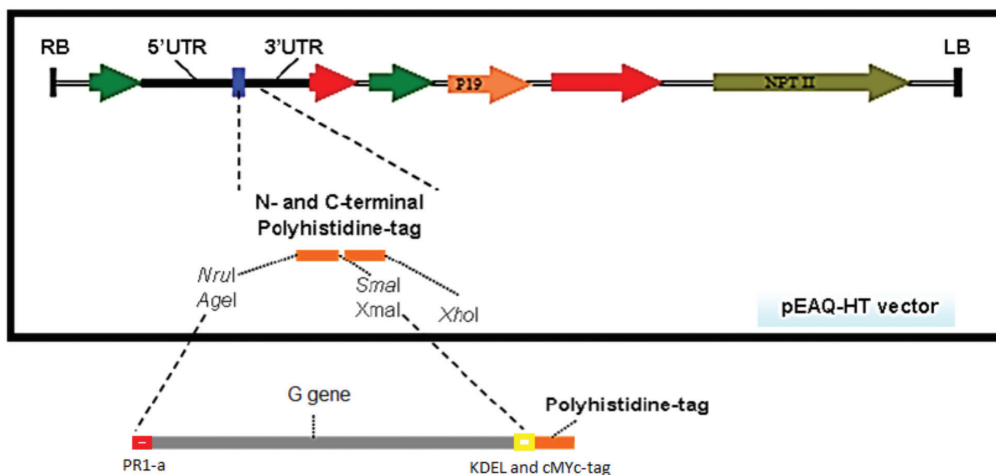 RB 5'UTR 3'UTR LB
P19 NPT II
N- and C-terminal
Polyhistidine-tag
NruI SmaI
AgeI XmaI XhoI
pEAQ-HT vector
G gene Polyhistidine-tag
PR1-a KDEL and cMYc-tag